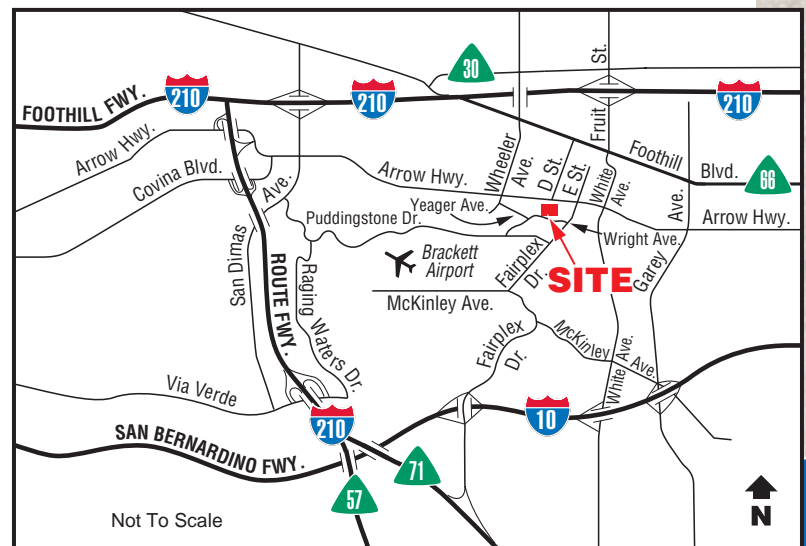 30
St.
210
210
210
FOOTHILL FWY.
Fruit
Arrow Hwy.
Wheeler
Ave.
D St.
E St.
White
Ave.
Foothill
Blvd.
66
Covina Blvd.
Ave.
Arrow Hwy.
Yeager Ave.
Ave.
Arrow Hwy.
Puddingstone Dr.
Wright Ave.
San Dimas
ROUTE FWY.
Raging
Waters Dr.
Brackett
Airport
Fairplex
Dr.
SITE
Garey
McKinley Ave.
Fairplex
Dr.
McKinley
Ave.
White
Ave.
Via Verde
210
10
SAN BERNARDINO FWY.
71
57
Not To Scale
N